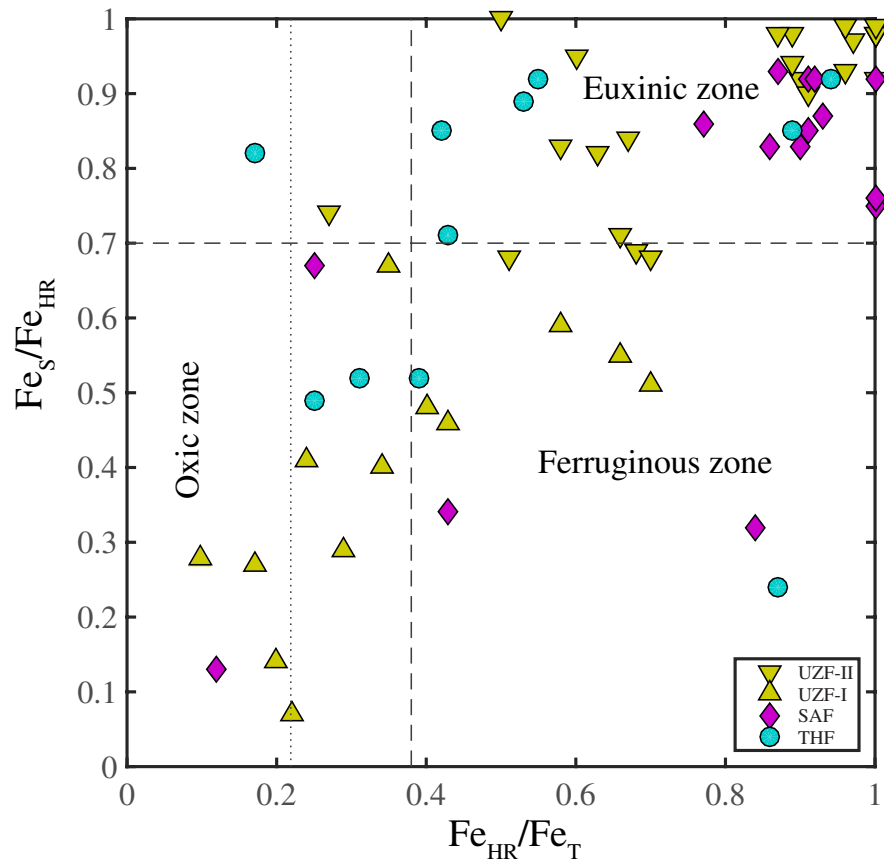 1
0.9
0.8
0.7
0.6
0.5
0.4
0.3
0.2
0.1
0
Fe_S/Fe_HR
Euxinic zone
Oxic zone
Ferruginous zone
UZF-II
UZF-I
SAF
THF
0 0.2 0.4 0.6 0.8 1
Fe_HR/Fe_T